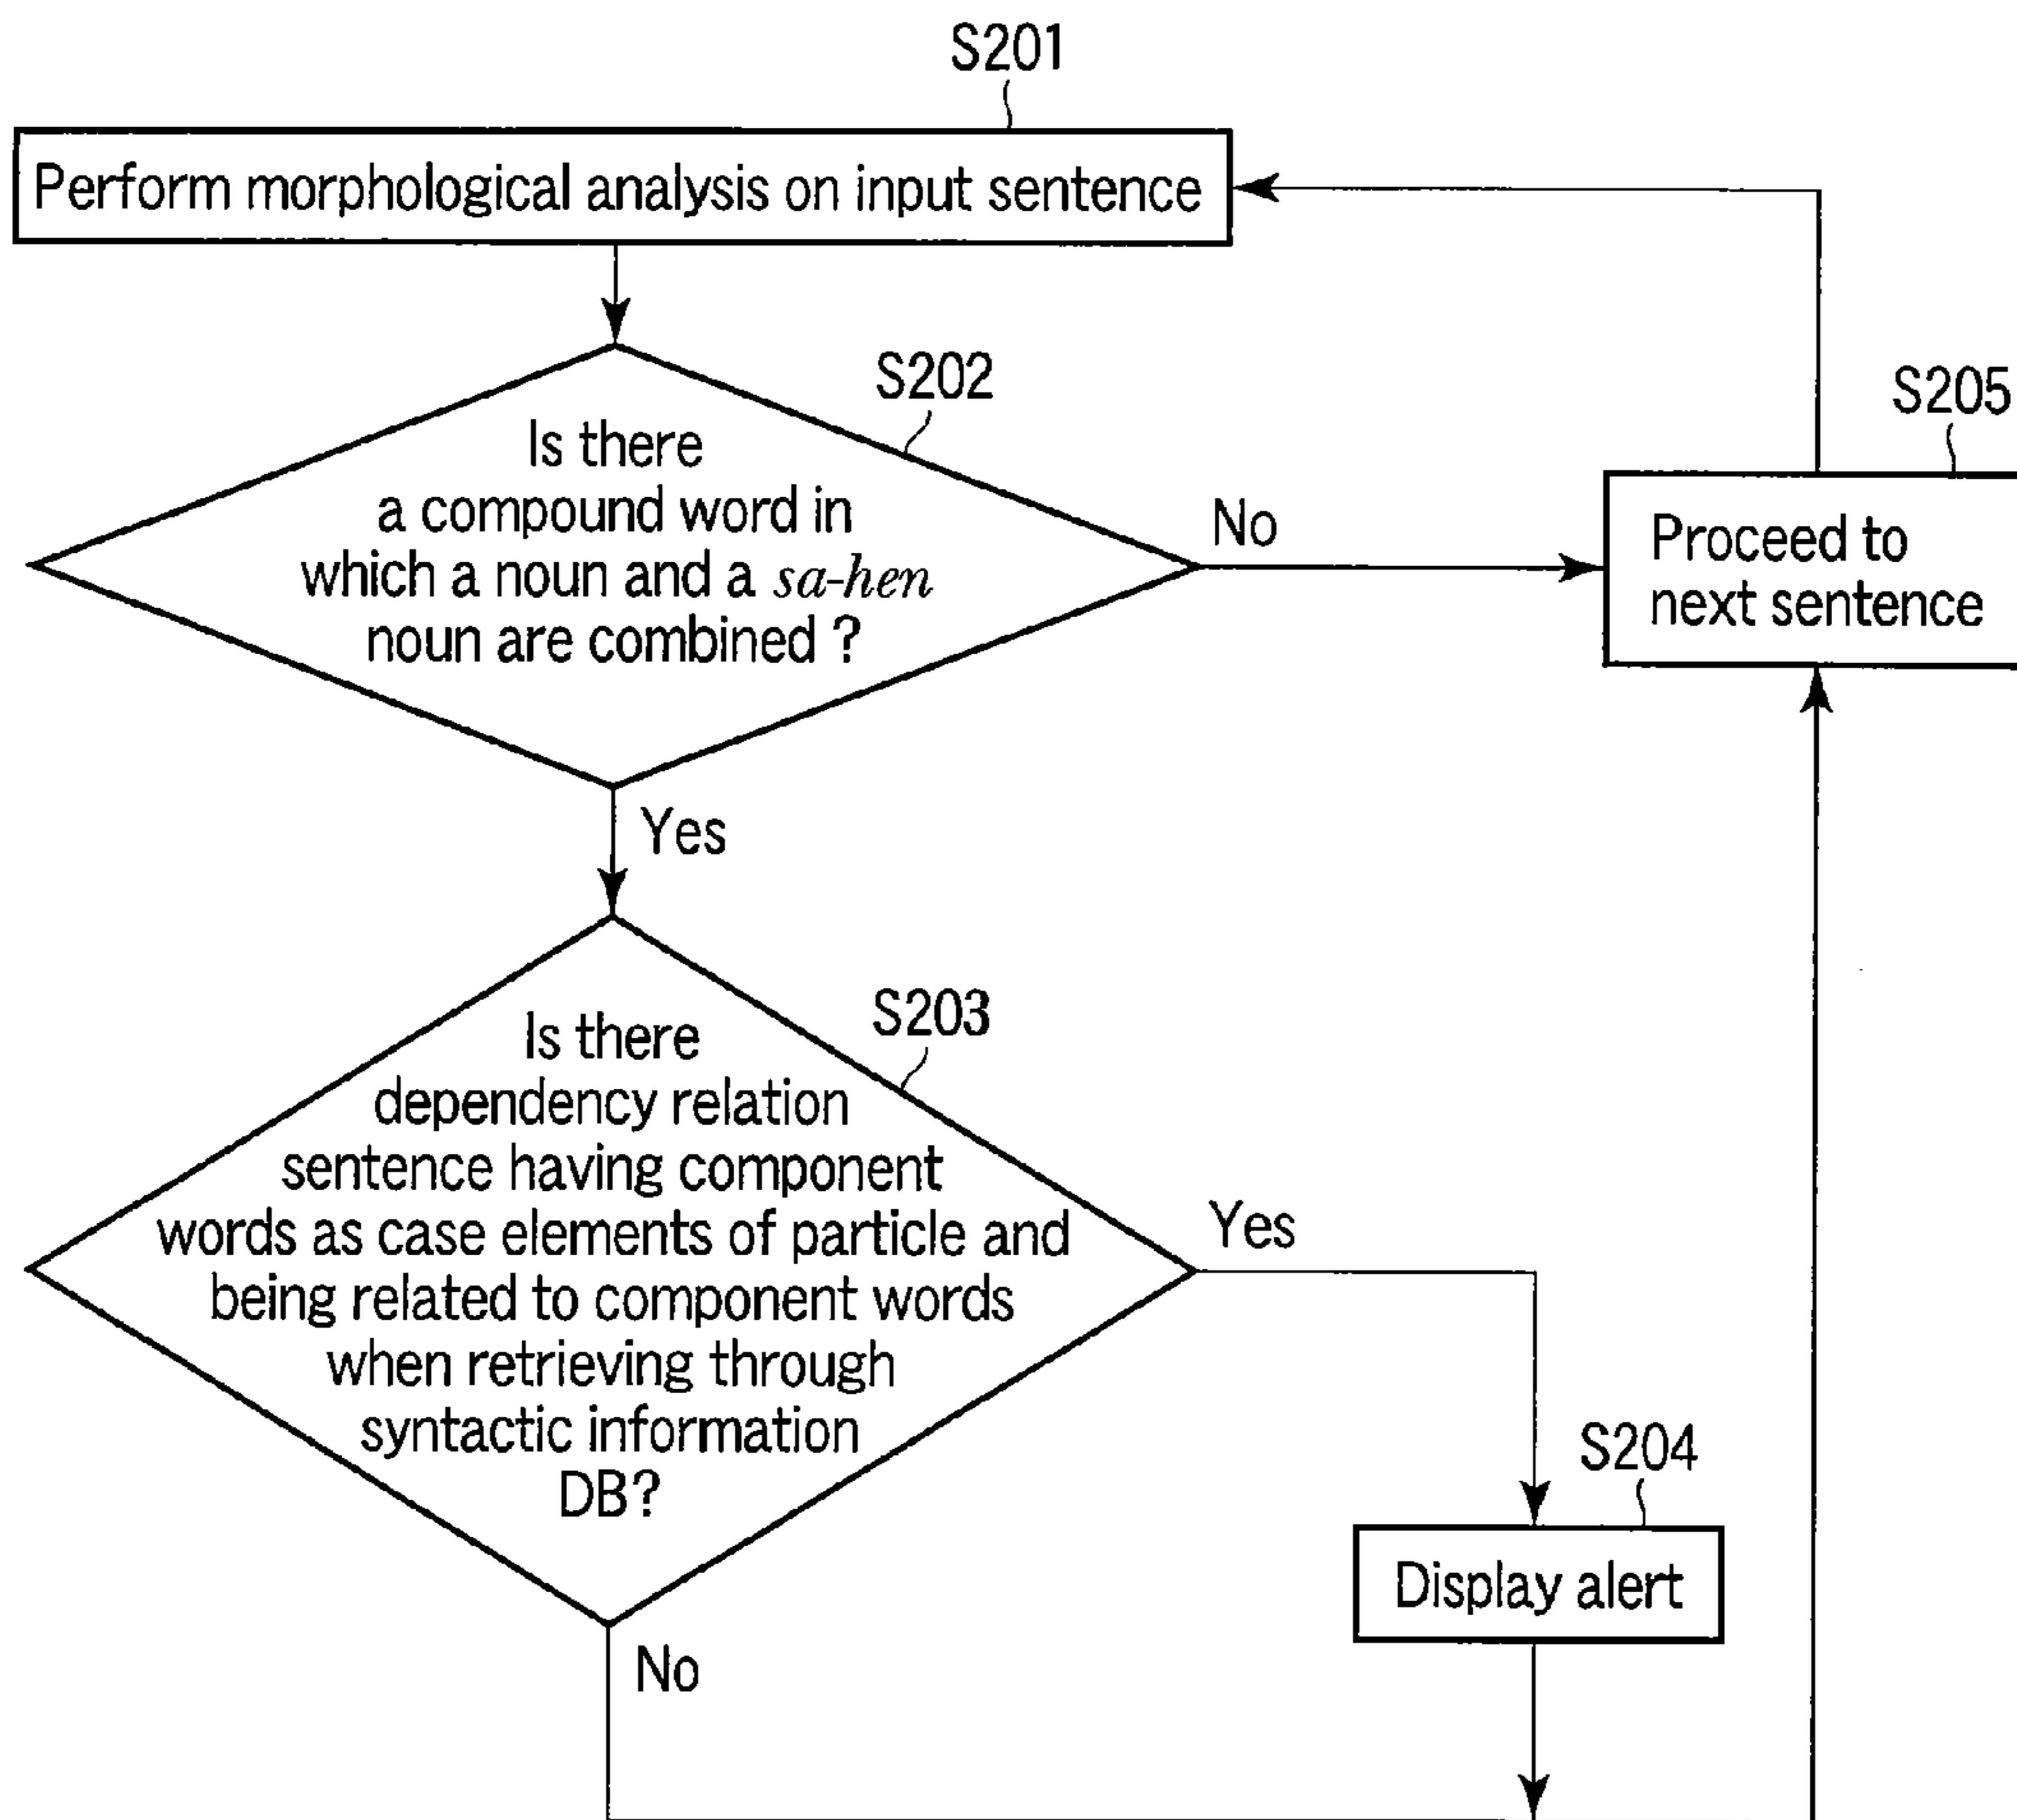 S201
Perform morphological analysis on input sentence
S202
Is there
a compound word in
which a noun and a sa-hen
noun are combined ?
No
S205
Proceed to
next sentence
Yes
S203
Is there
dependency relation
sentence having component
words as case elements of particle and
being related to component words
when retrieving through
syntactic information
DB?
Yes
S204
Display alert
No